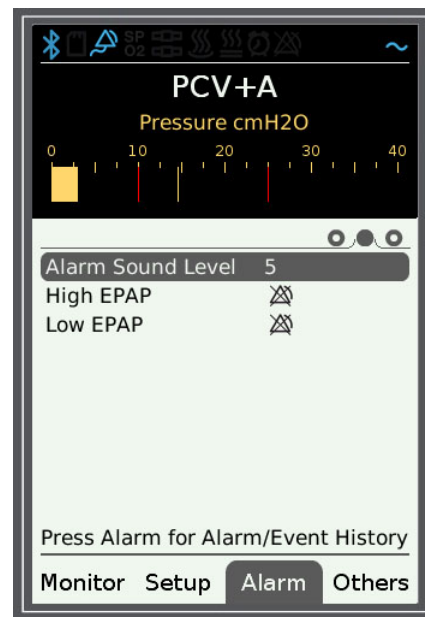 SP
O2
PCV+A
Pressure cmH2O
0 10 20 30 40
Alarm Sound Level 5
High EPAP
Low EPAP
Press Alarm for Alarm/Event History
Monitor Setup Alarm Others